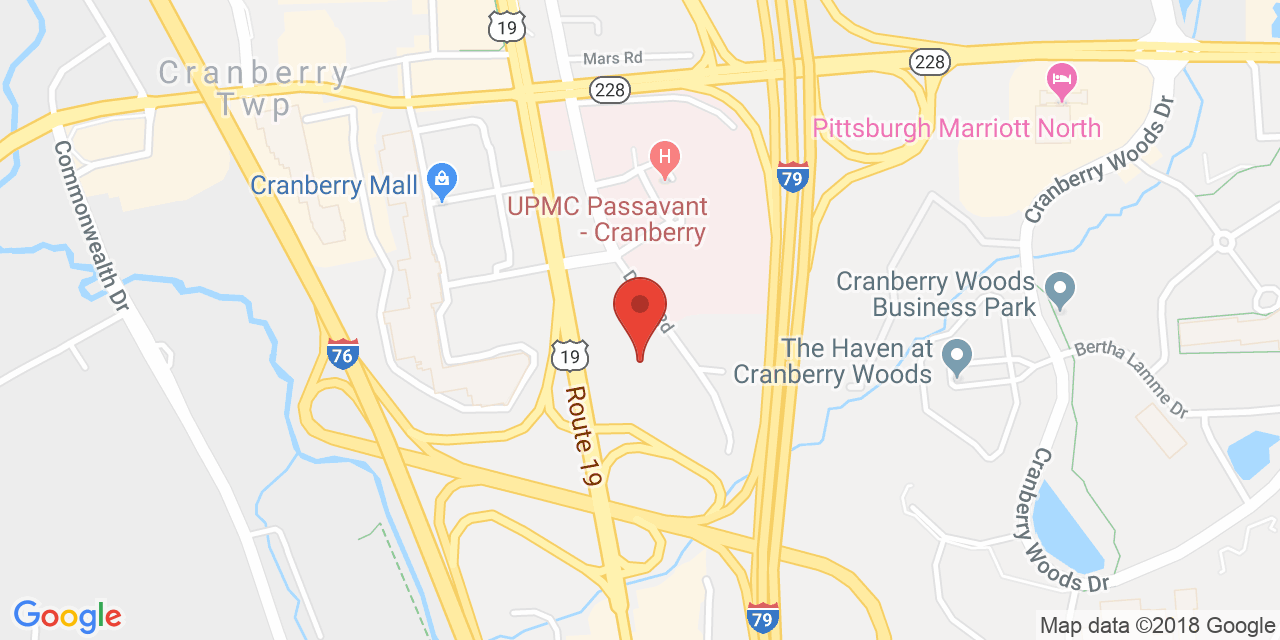 19
Mars Rd
228
228
Cranberry
Twp
Pittsburgh Marriott North
Cranberry Woods Dr
Commonwealth Dr
Cranberry Mall
H
79
UPMC Passavant
- Cranberry
D
Rd
Cranberry Woods
Business Park
76
19
The Haven at
Cranberry Woods
Bertha Lamme Dr
Route 19
Cranberry Woods Dr
79
Google
Map data ©2018 Google